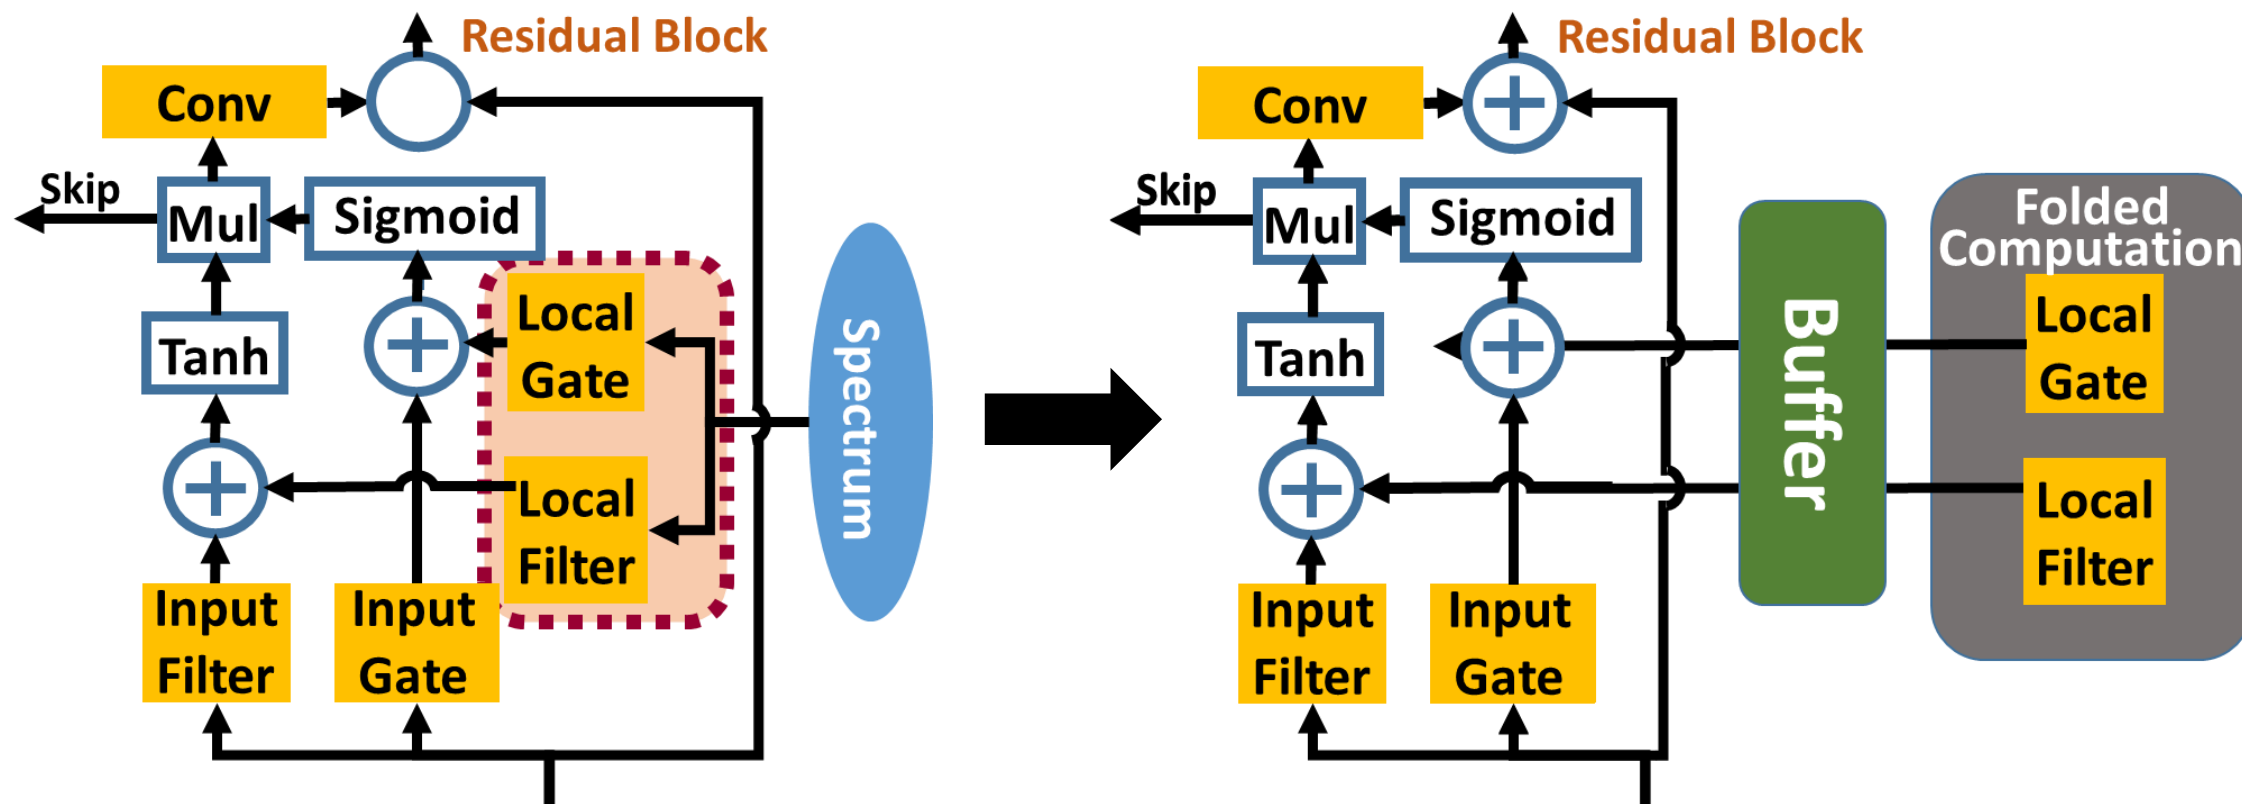 Residual Block
Conv
Skip
Mul
Sigmoid
Local
Gate
Tanh
Spectrum
Local
Filter
Input
Filter
Input
Gate
Residual Block
Conv
Skip
Mul
Sigmoid
Folded
Computation
Local
Gate
Tanh
Buffer
Local
Filter
Input
Filter
Input
Gate